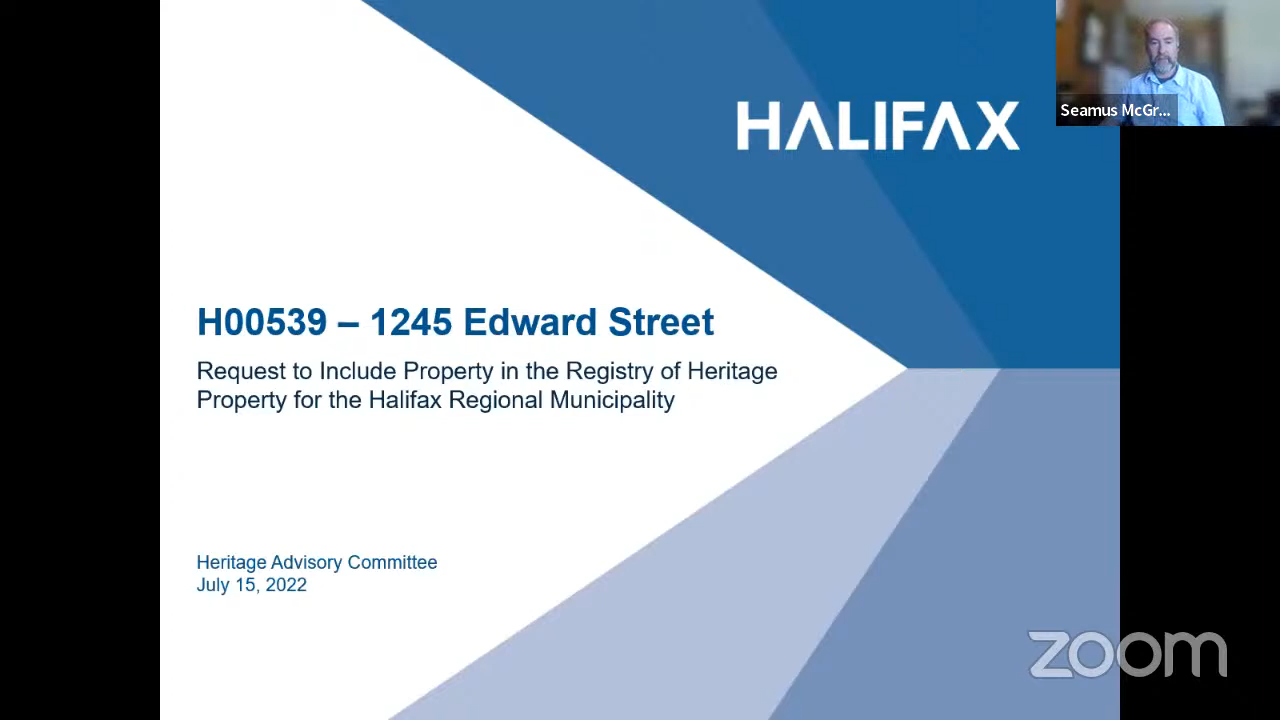 HALIFAX
Seamus McGr...
H00539 – 1245 Edward Street
Request to Include Property in the Registry of Heritage
Property for the Halifax Regional Municipality
Heritage Advisory Committee
July 15, 2022
zoom